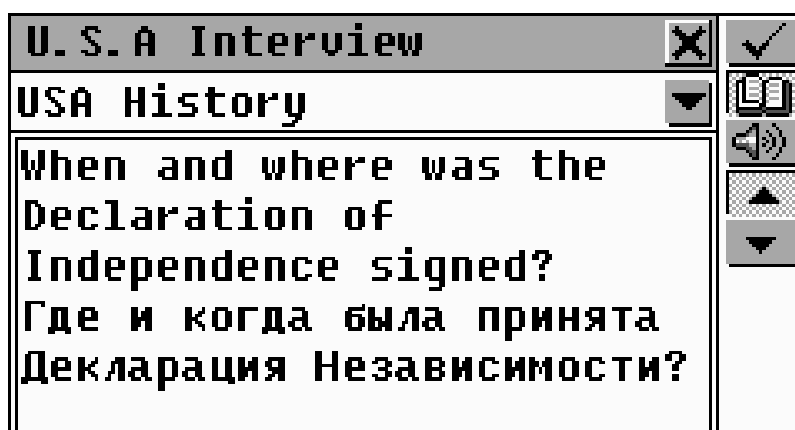 U.S.A Interview
USA History
When and where was the
Declaration of
Independence signed?
Где и когда была принята
Декларация Независимости?